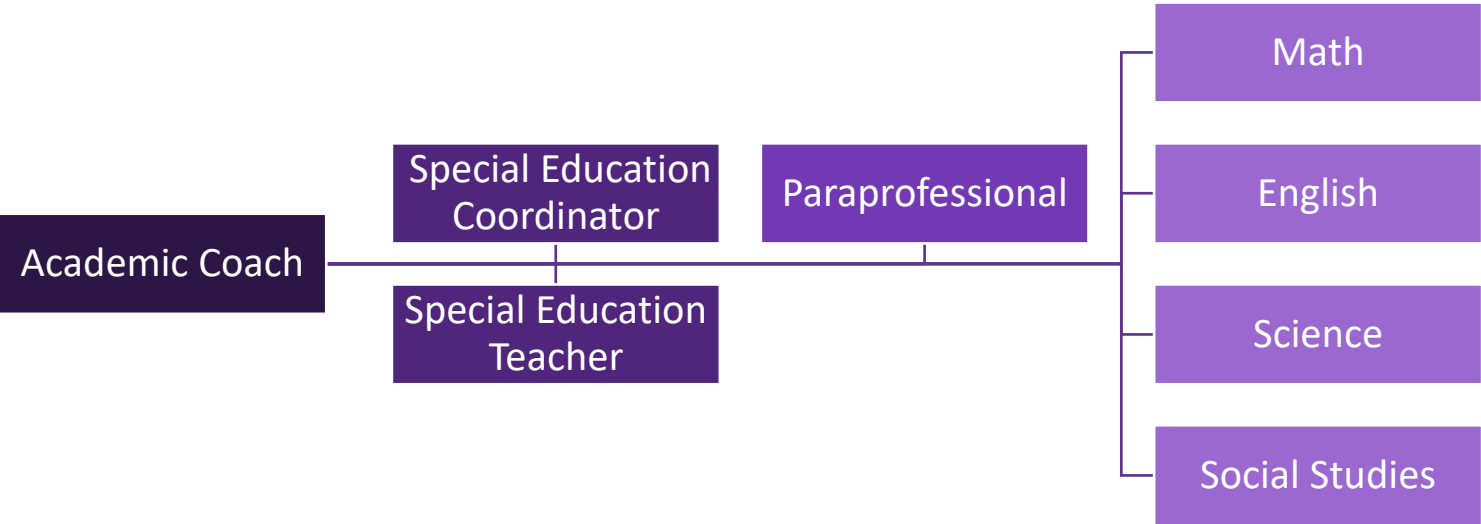 Academic Coach
Special Education
Coordinator
Special Education
Teacher
Paraprofessional
Math
English
Science
Social Studies